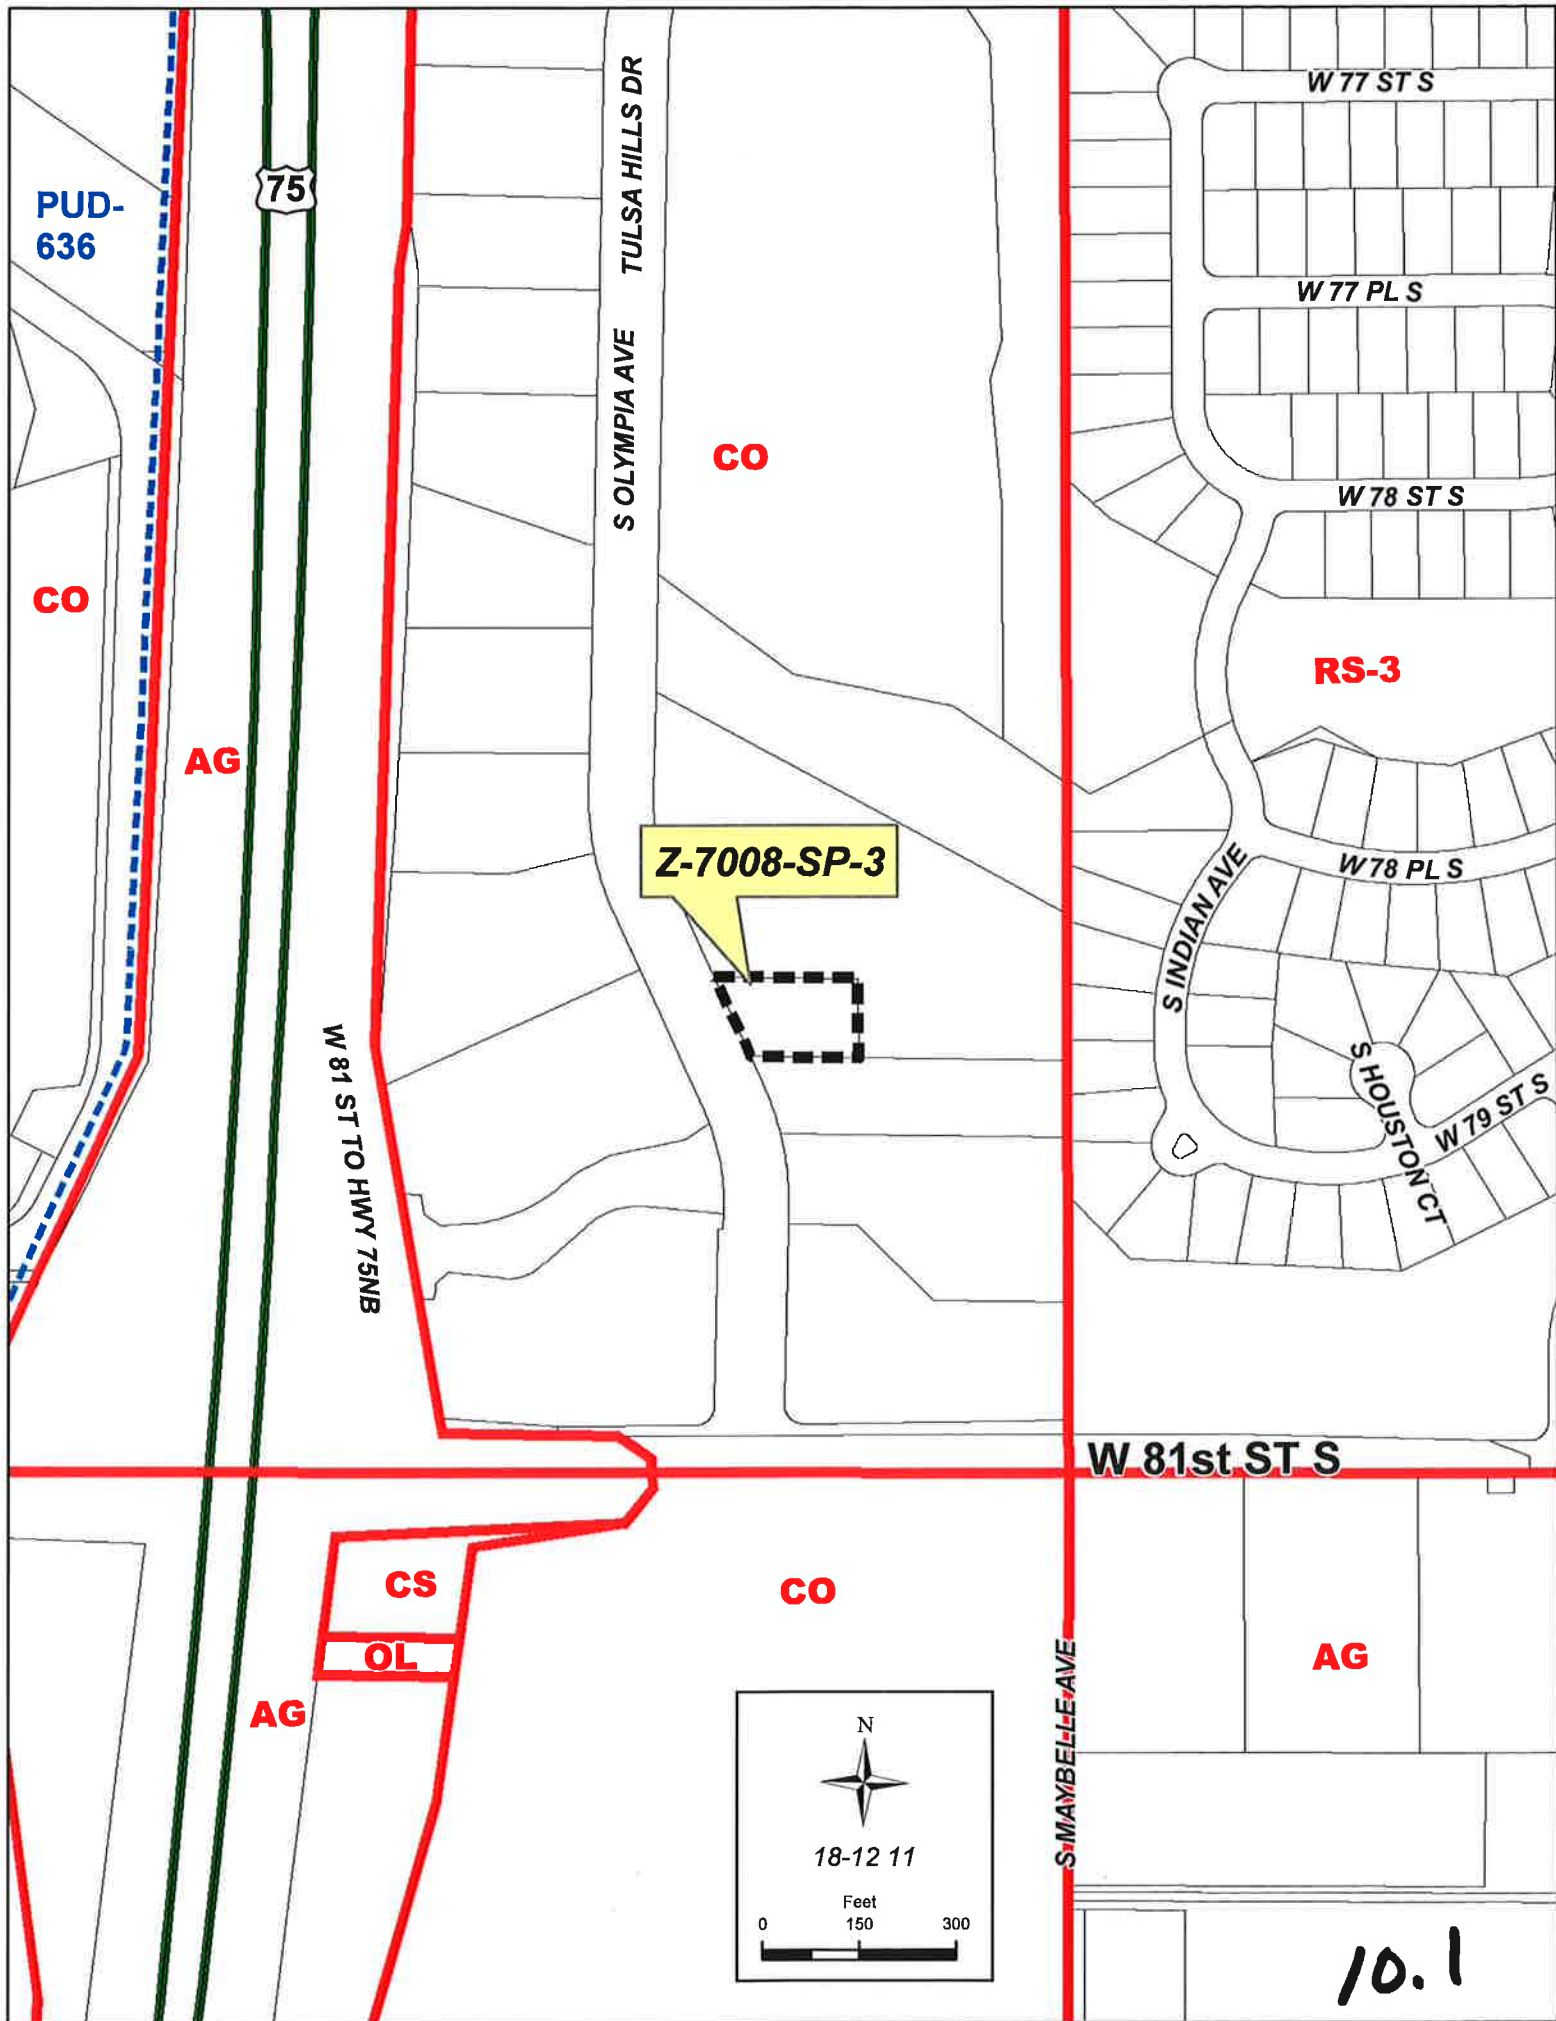 W 77 ST S
TULSA HILLS DR
75
PUD-
636
W 77 PL S
S OLYMPIA AVE
CO
W 78 ST S
CO
RS-3
AG
Z-7008-SP-3
W 78 PL S
S INDIAN AVE
W 81 ST TO HWY 75NB
S HOUSTON CT
W 79 ST S
W 81st ST S
CS
CO
OL
AG
AG
S MAYBELLE AVE
N
18-12 11
Feet
0 150 300
10.1